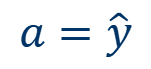 a = ŷ